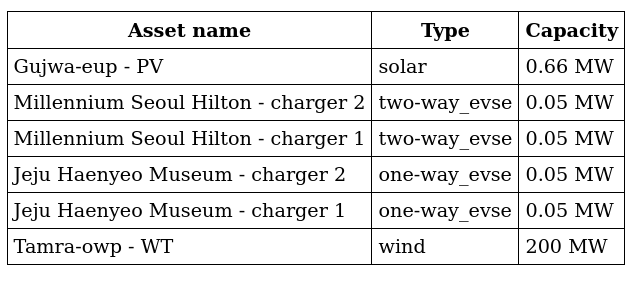 Asset name Type Capacity
Gujwa-eup - PV solar 0.66 MW
Millennium Seoul Hilton - charger 2 two-way_evse 0.05 MW
Millennium Seoul Hilton - charger 1 two-way_evse 0.05 MW
Jeju Haenyeo Museum - charger 2 one-way_evse 0.05 MW
Jeju Haenyeo Museum - charger 1 one-way_evse 0.05 MW
Tamra-owp - WT wind 200 MW